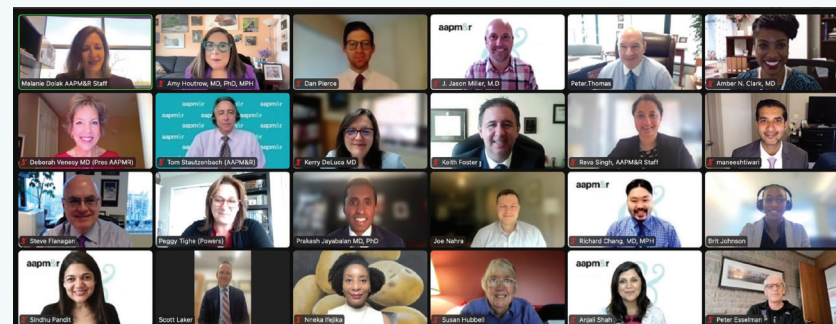 aapm&r
Melanie Dolak AAPM&R Staff
Amy Houtrow, MD, PhD, MPH
Dan Pierce
J. Jason Miller, M.D
Peter.Thomas
Amber N. Clark, MD
aapm&r
aapm&r
aapm&r
Deborah Venesy MD (Pres AAPMR)
Tom Stautzenbach (AAPM&R)
Kerry DeLuca MD
Keith Foster
Reva Singh, AAPM&R Staff
maneeshtiwari
aapm&r
Steve Flanagan
Peggy Tighe (Powers)
Prakash Jayabalan MD, PhD
Joe Nahra
Richard Chang, MD, MPH
Brit Johnson
aapm&r
aapm&r
Sindhu Pandit
Scott Laker
Nneka Ifejika
Susan Hubbell
Anjali Shah
Peter Esselman